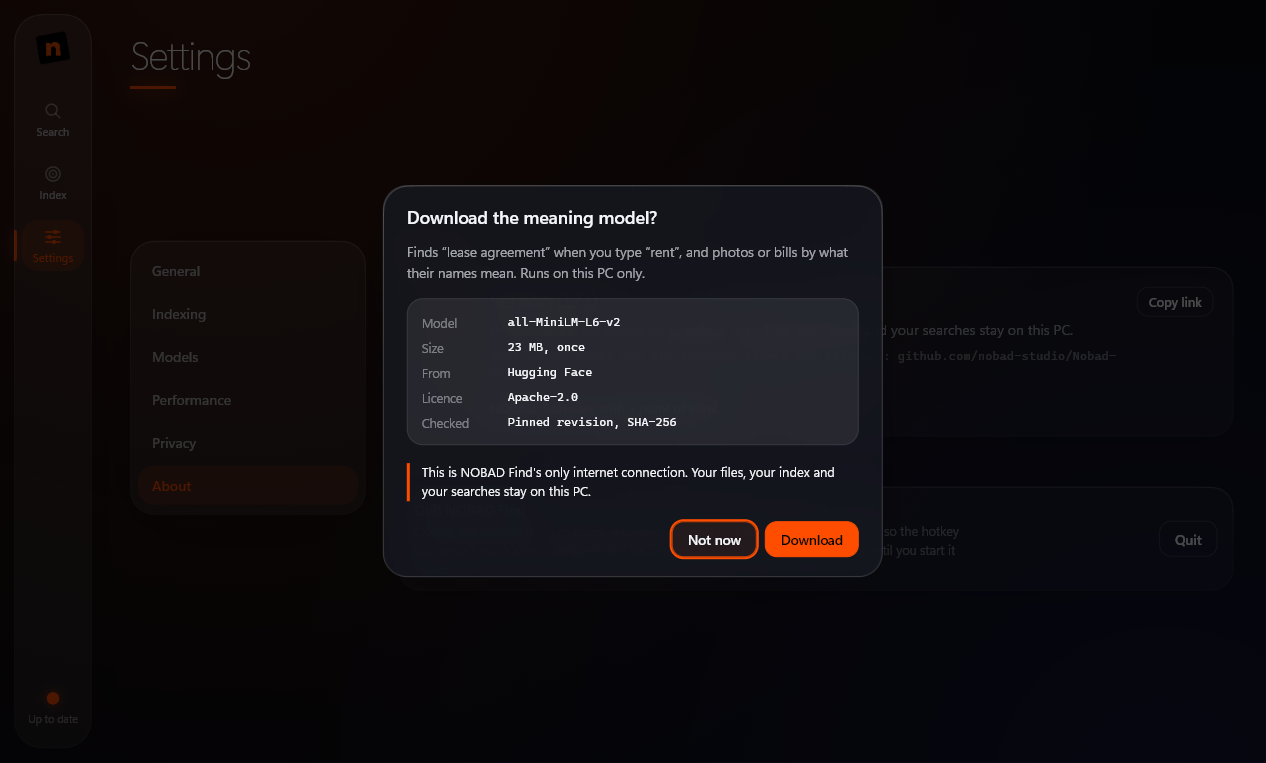 n
Settings
Search
Index
Settings
Up to date
General
Indexing
Models
Performance
Privacy
About
Copy link
d your searches stay on this PC.
: github.com/nobad-studio/Nobad-
so the hotkey
til you start it
Quit
Download the meaning model?
Finds “lease agreement” when you type “rent”, and photos or bills by what
their names mean. Runs on this PC only.
Model all-MiniLM-L6-v2
Size 23 MB, once
From Hugging Face
Licence Apache-2.0
Checked Pinned revision, SHA-256
This is NOBAD Find's only internet connection. Your files, your index and
your searches stay on this PC.
Not now
Download